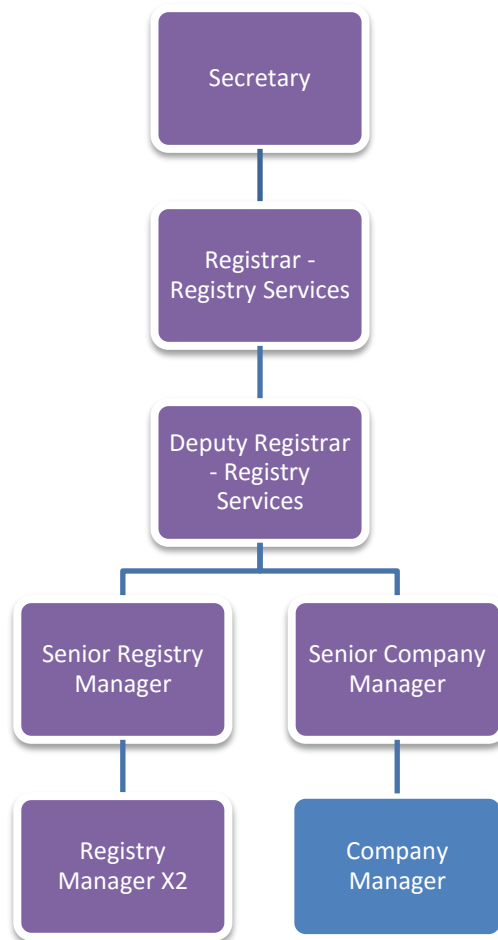 Secretary
Registrar -
Registry Services
Deputy Registrar
- Registry
Services
Senior Registry
Manager
Senior Company
Manager
Registry
Manager X2
Company
Manager